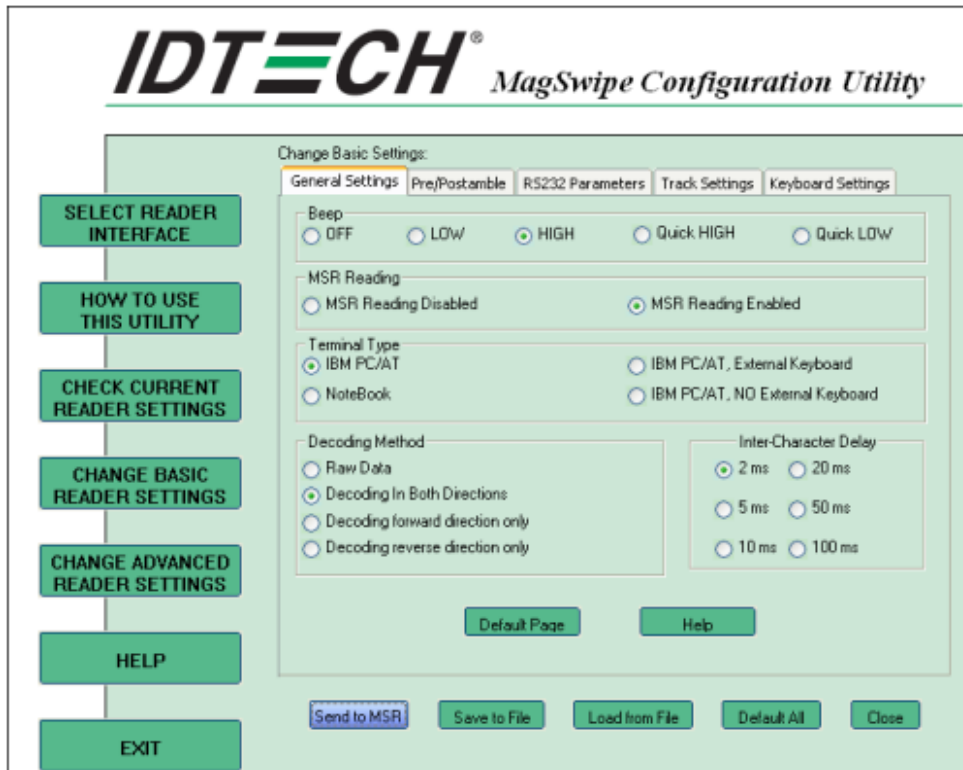 IDTECH®
MagSwipe Configuration Utility
SELECT READER
INTERFACE
HOW TO USE
THIS UTILITY
CHECK CURRENT
READER SETTINGS
CHANGE BASIC
READER SETTINGS
CHANGE ADVANCED
READER SETTINGS
HELP
EXIT
Change Basic Settings:
General Settings Pre/Postamble RS232 Parameters Track Settings Keyboard Settings
Beep
OFF LOW HIGH Quick HIGH Quick LOW
MSR Reading
MSR Reading Disabled MSR Reading Enabled
Terminal Type
IBM PC/AT IBM PC/AT, External Keyboard
NoteBook IBM PC/AT, NO External Keyboard
Decoding Method
Raw Data
Decoding In Both Directions
Decoding forward direction only
Decoding reverse direction only
Inter-Character Delay
2 ms 20 ms
5 ms 50 ms
10 ms 100 ms
Default Page Help
Send to MSR Save to File Load from File Default All Close